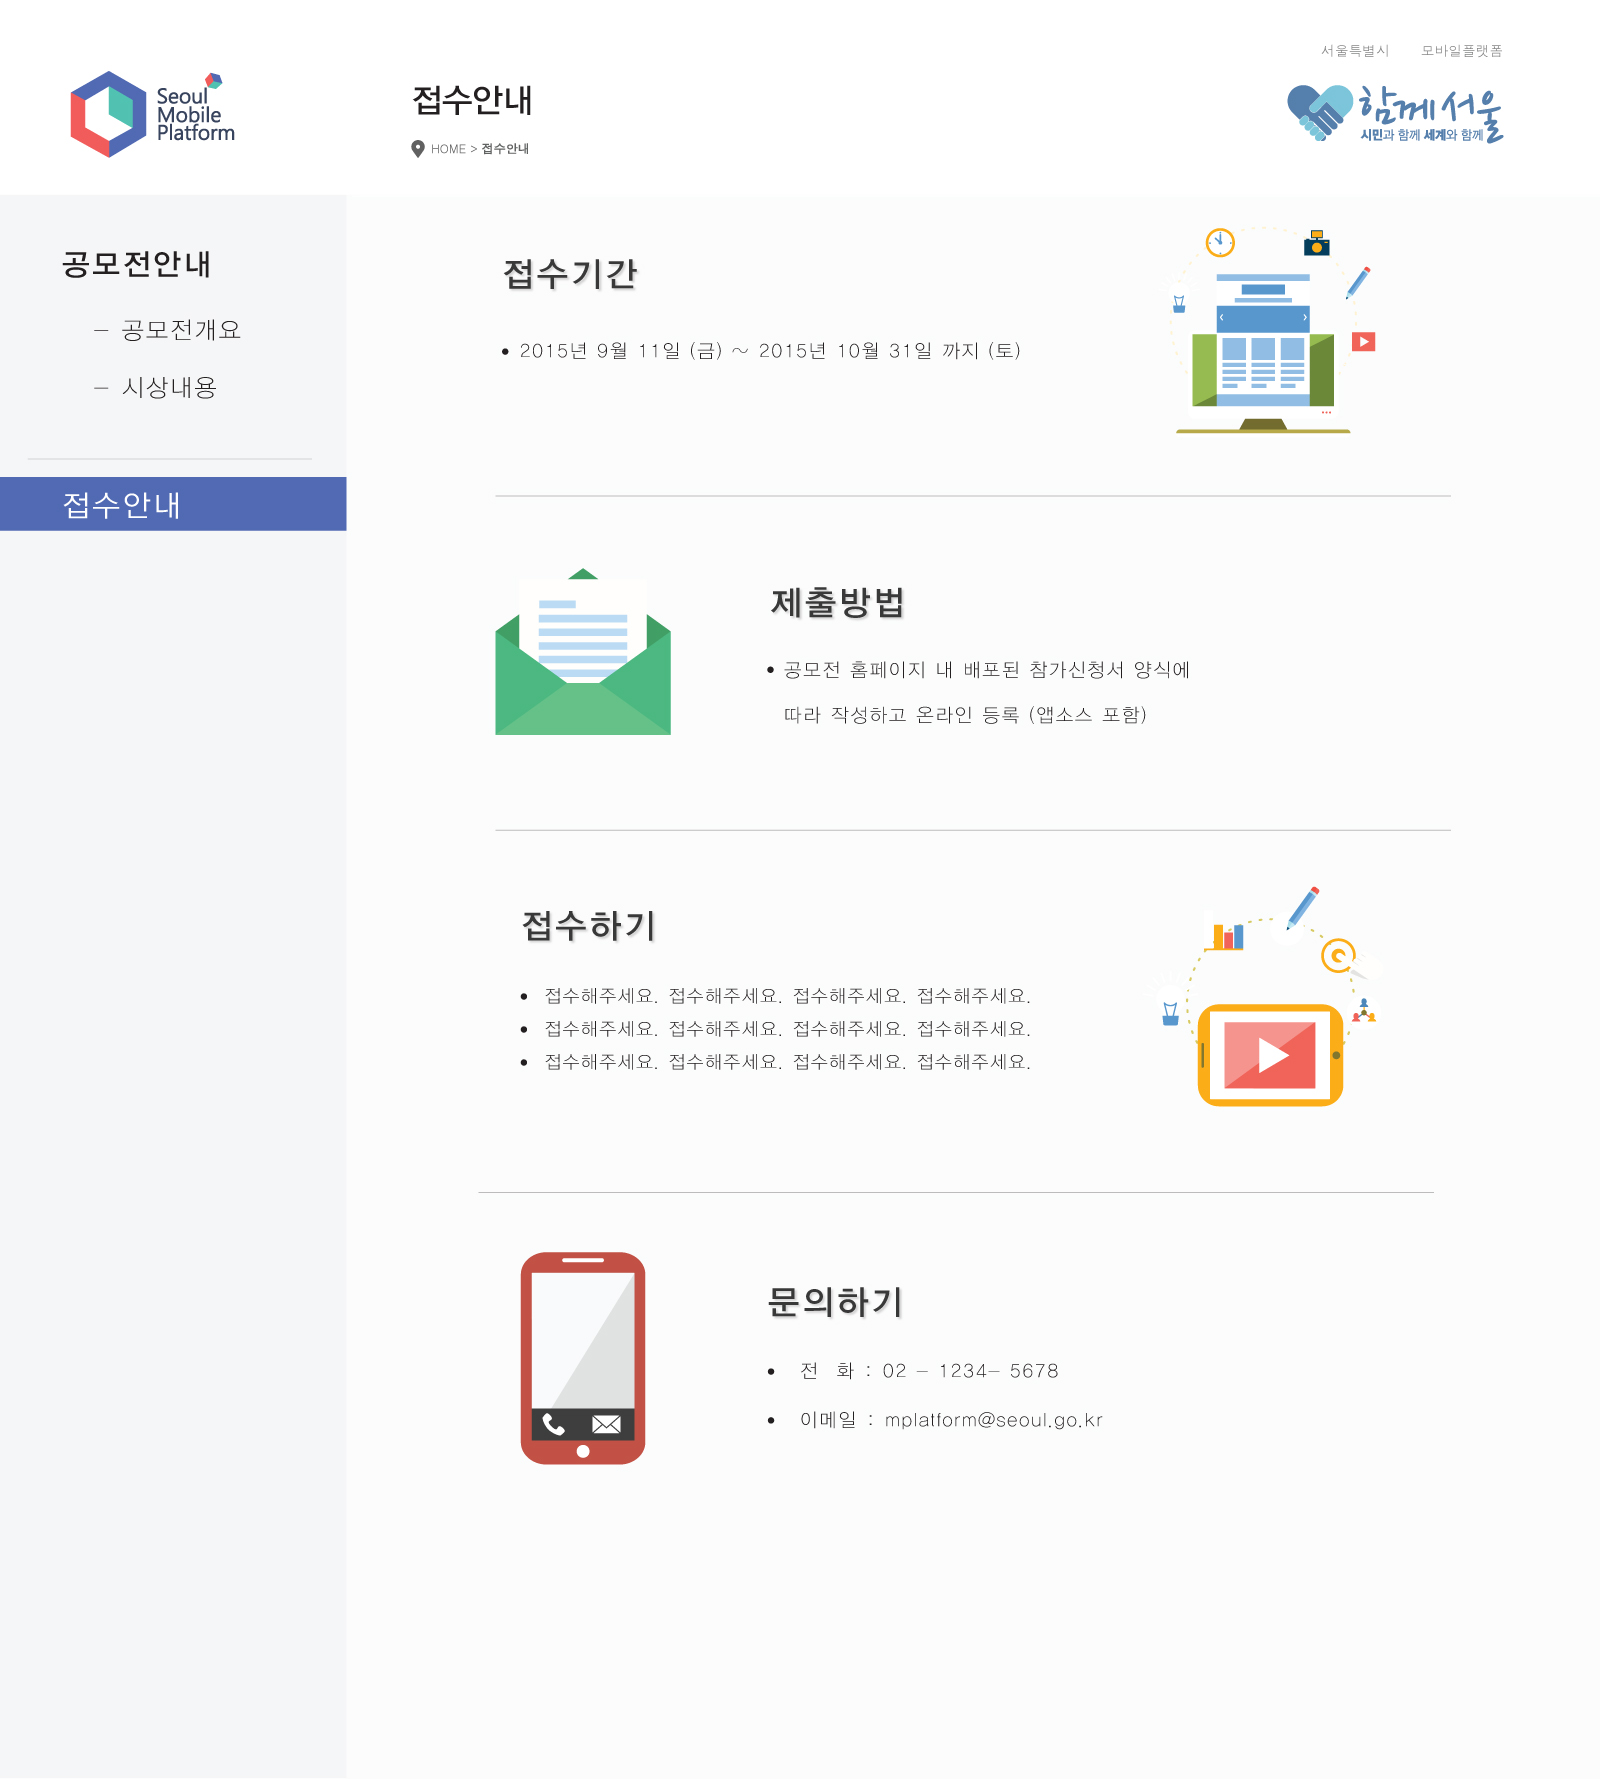 서울특별시 모바일플랫폼
Seoul
Mobile
Platform
접수안내
HOME > 접수안내
함께서울
시민과 함께 세계와 함께
공모전안내
– 공모전개요
– 시상내용
접수안내
접수기간
• 2015년 9월 11일 (금) ~ 2015년 10월 31일 까지 (토)
제출방법
• 공모전 홈페이지 내 배포된 참가신청서 양식에
따라 작성하고 온라인 등록 (앱소스 포함)
접수하기
• 접수해주세요. 접수해주세요. 접수해주세요. 접수해주세요.
• 접수해주세요. 접수해주세요. 접수해주세요. 접수해주세요.
• 접수해주세요. 접수해주세요. 접수해주세요. 접수해주세요.
문의하기
• 전 화 : 02 – 1234– 5678
• 이메일 : mplatform@seoul.go.kr